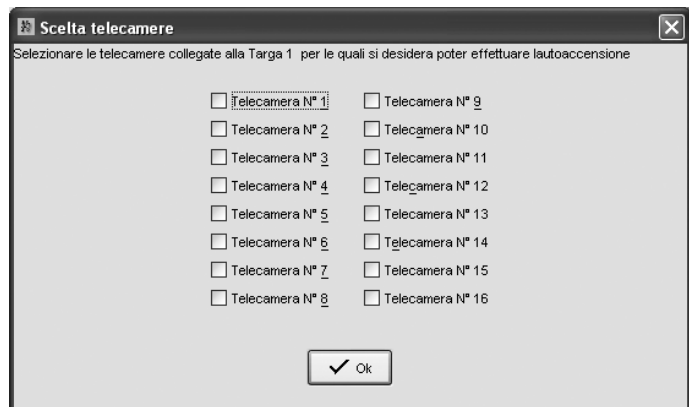 Scelta telecamere
Selezionare le telecamere collegate alla Targa 1 per le quali si desidera poter effettuare lautoaccensione
Telecamera N° 1
Telecamera N° 2
Telecamera N° 3
Telecamera N° 4
Telecamera N° 5
Telecamera N° 6
Telecamera N° 7
Telecamera N° 8
Telecamera N° 9
Telecamera N° 10
Telecamera N° 11
Telecamera N° 12
Telecamera N° 13
Telecamera N° 14
Telecamera N° 15
Telecamera N° 16
Ok